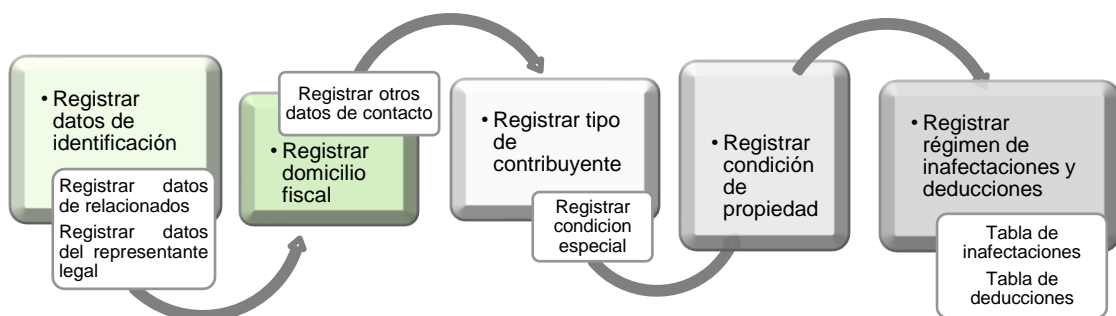 • Registrar
datos de
identificación
Registrar datos
de relacionados
Registrar datos
del representante
legal
Registrar otros
datos de contacto
• Registrar
domicilio
fiscal
• Registrar tipo
de
contribuyente
Registrar
condicion
especial
• Registrar
condición
de
propiedad
• Registrar
régimen de
inafectaciones y
deducciones
Tabla de
inafectaciones
Tabla de
deducciones